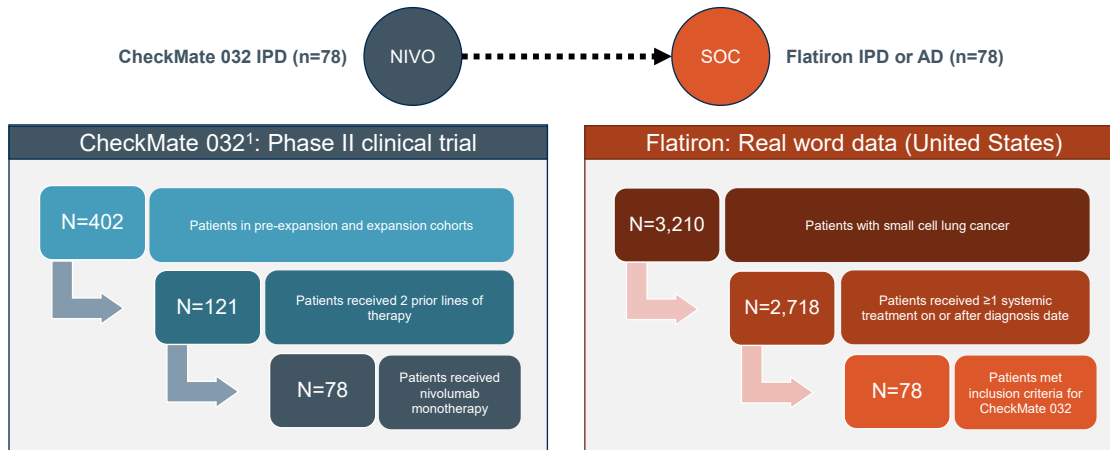 CheckMate 032 IPD (n=78)
NIVO
SOC
Flatiron IPD or AD (n=78)
CheckMate 032¹: Phase II clinical trial
N=402
Patients in pre-expansion and expansion cohorts
N=121
Patients received 2 prior lines of
therapy
N=78
Patients received
nivolumab
monotherapy
Flatiron: Real word data (United States)
N=3,210
Patients with small cell lung cancer
N=2,718
Patients received ≥1 systemic
treatment on or after diagnosis date
N=78
Patients met
inclusion criteria for
CheckMate 032